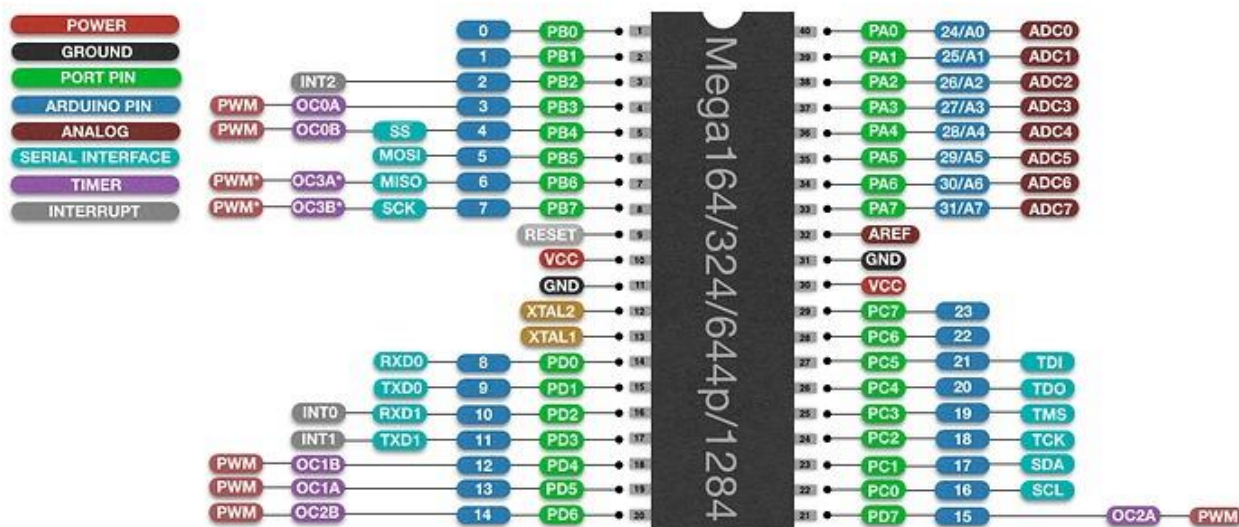 POWER
GROUND
PORT PIN
ARDUINO PIN
ANALOG
SERIAL INTERFACE
TIMER
INTERRUPT
0 PB0 1
1 PB1 2
INT2 2 PB2 3
PWM OC0A 3 PB3 4
PWM OC0B SS 4 PB4 5
MOSI 5 PB5 6
PWM* OC3A* MISO 6 PB6 7
PWM* OC3B* SCK 7 PB7 8
RESET 9
VCC 10
GND 11
XTAL2 12
XTAL1 13
RXD0 8 PD0 14
TXD0 9 PD1 15
INT0 RXD1 10 PD2 16
INT1 TXD1 11 PD3 17
PWM OC1B 12 PD4 18
PWM OC1A 13 PD5 19
PWM OC2B 14 PD6 20
Mega164/324/644p/1284
40 PA0 24/A0 ADC0
39 PA1 25/A1 ADC1
38 PA2 26/A2 ADC2
37 PA3 27/A3 ADC3
36 PA4 28/A4 ADC4
35 PA5 29/A5 ADC5
34 PA6 30/A6 ADC6
33 PA7 31/A7 ADC7
32 AREF
31 GND
30 VCC
29 PC7 23
28 PC6 22
27 PC5 21 TDI
26 PC4 20 TDO
25 PC3 19 TMS
24 PC2 18 TCK
23 PC1 17 SDA
22 PC0 16 SCL
21 PD7 15 OC2A PWM